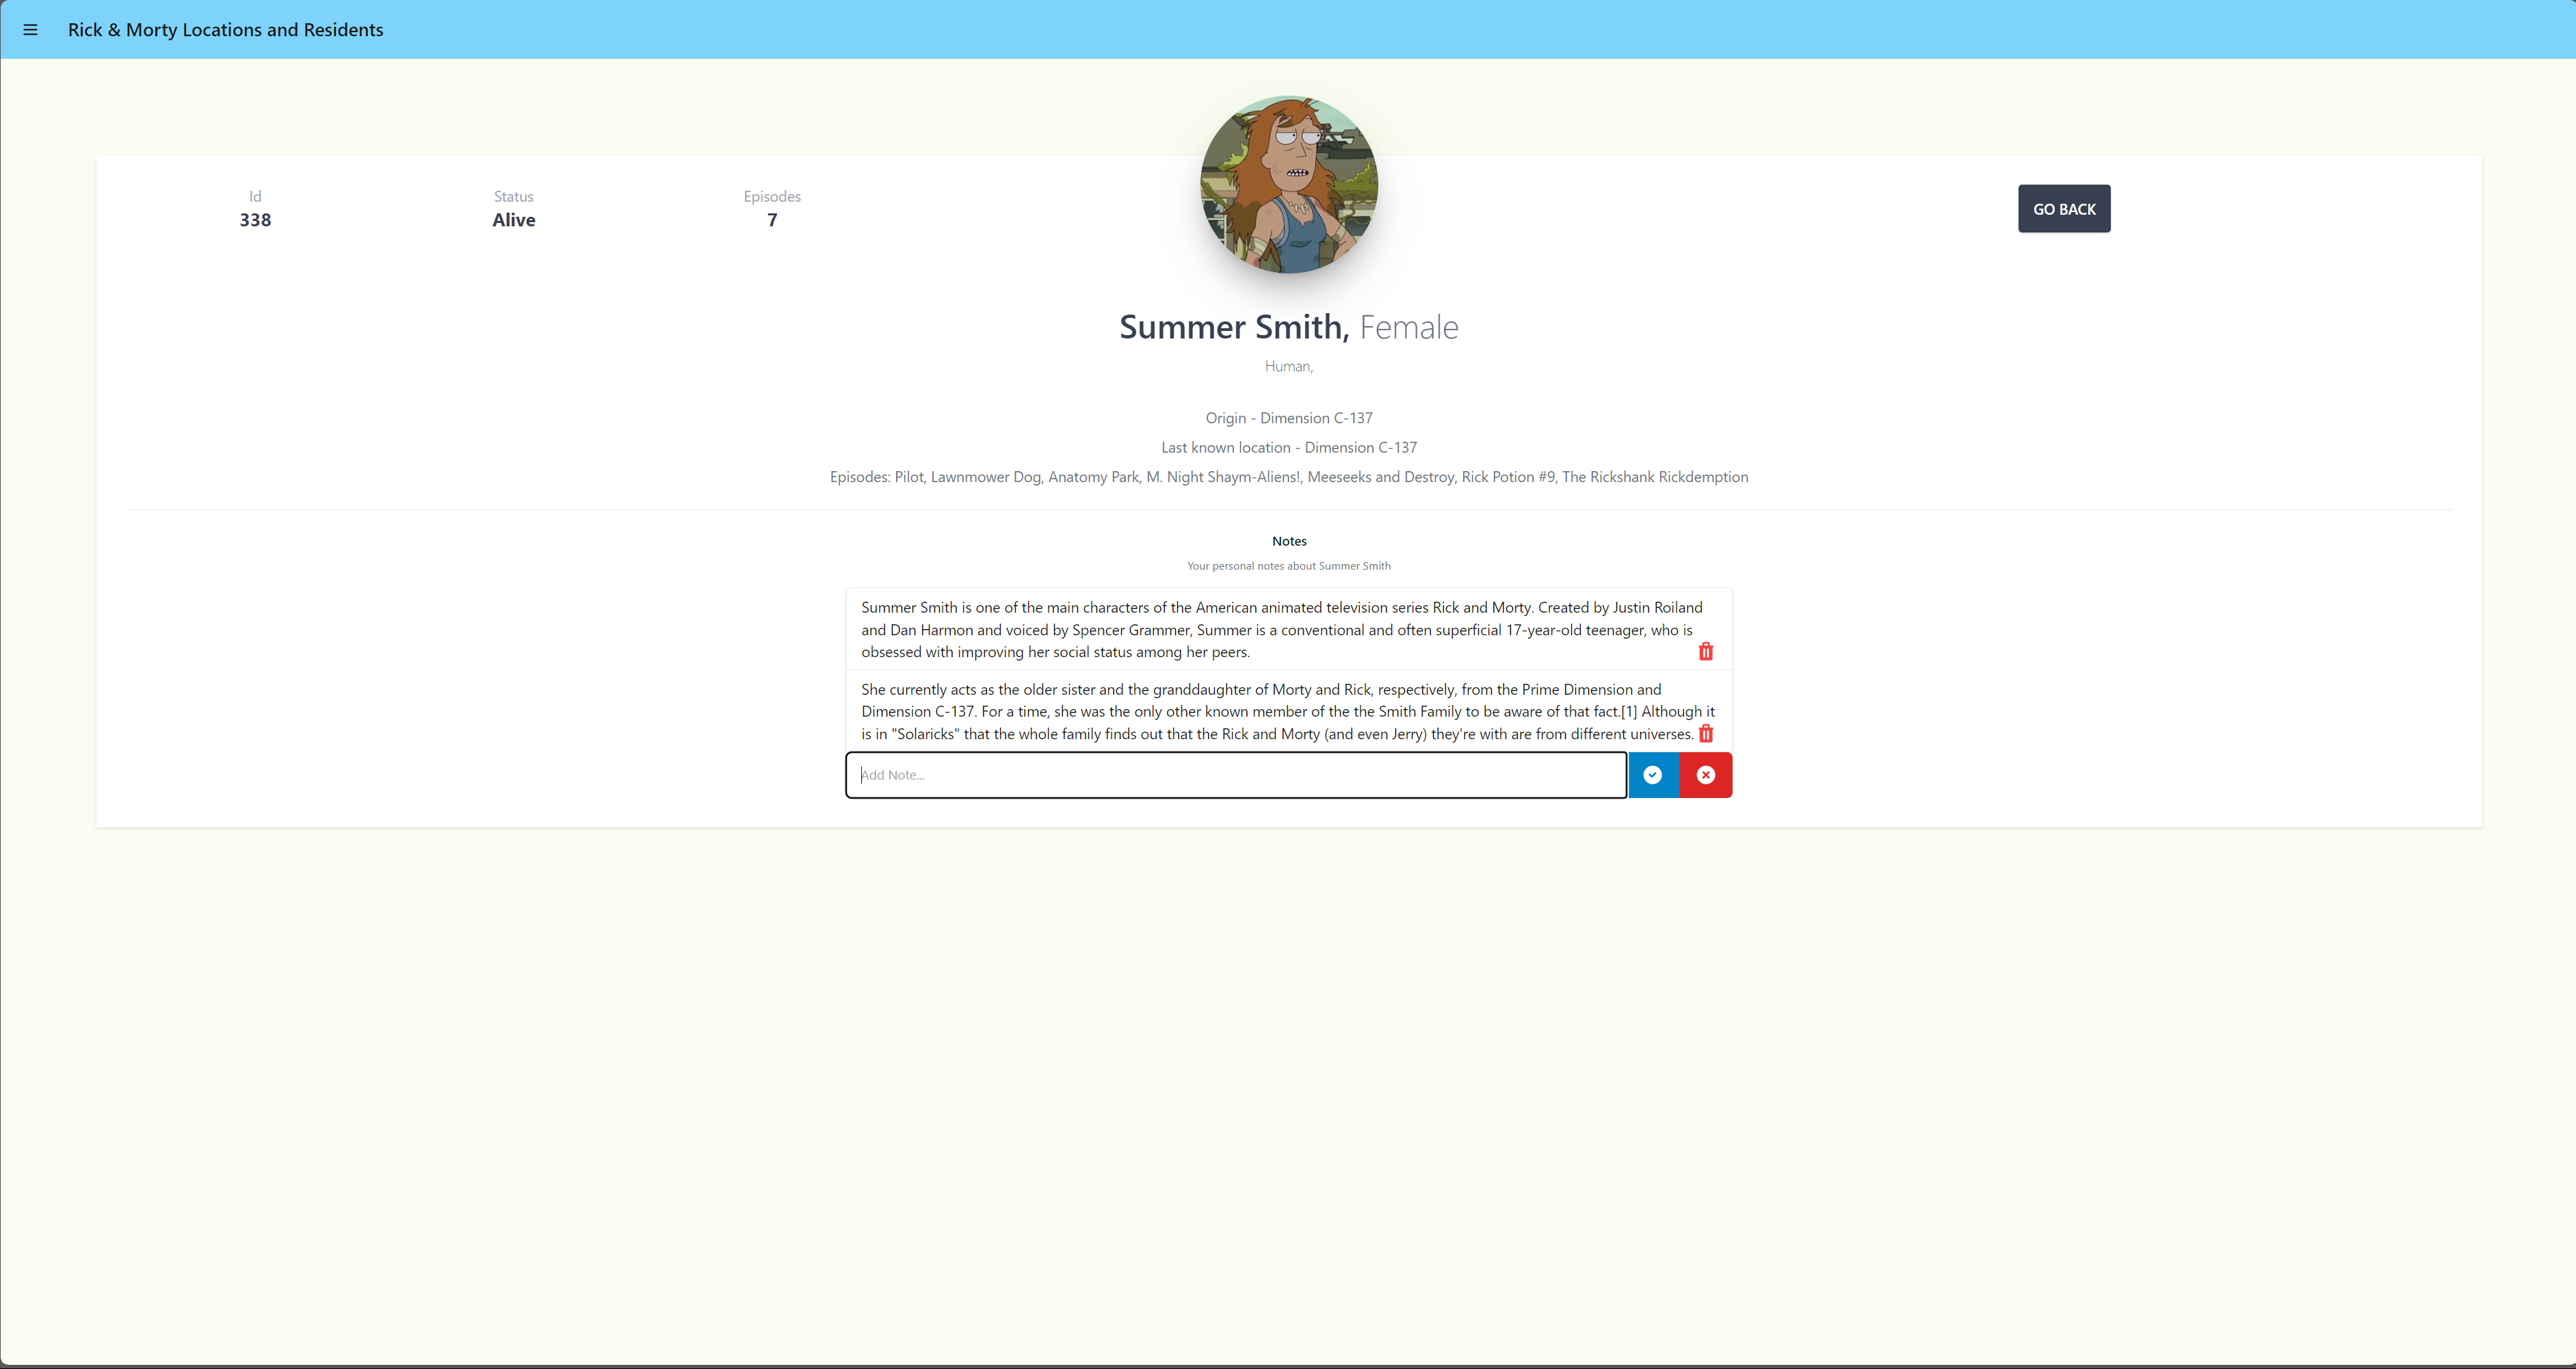 Rick & Morty Locations and Residents
Id
338
Status
Alive
Episodes
7
GO BACK
Summer Smith, Female
Human,
Origin - Dimension C-137
Last known location - Dimension C-137
Episodes: Pilot, Lawnmower Dog, Anatomy Park, M. Night Shaym-Aliens!, Meeseeks and Destroy, Rick Potion #9, The Rickshank Rickdemption
Notes
Your personal notes about Summer Smith
Summer Smith is one of the main characters of the American animated television series Rick and Morty. Created by Justin Roiland
and Dan Harmon and voiced by Spencer Grammer, Summer is a conventional and often superficial 17-year-old teenager, who is
obsessed with improving her social status among her peers.
She currently acts as the older sister and the granddaughter of Morty and Rick, respectively, from the Prime Dimension and
Dimension C-137. For a time, she was the only other known member of the the Smith Family to be aware of that fact.[1] Although it
is in "Solaricks" that the whole family finds out that the Rick and Morty (and even Jerry) they're with are from different universes.
Add Note...